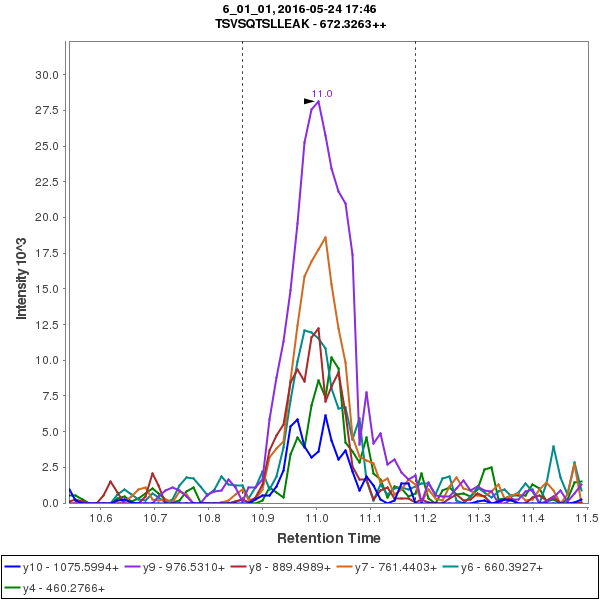 6_01_01, 2016-05-24 17:46
TSVSQTSLLEAK - 672.3263++
11.0
30.0
27.5
25.0
22.5
20.0
17.5
15.0
12.5
10.0
7.5
5.0
2.5
0.0
Intensity 10^3
10.6 10.7 10.8 10.9 11.0 11.1 11.2 11.3 11.4 11.5
Retention Time
y10 - 1075.5994+ y9 - 976.5310+ y8 - 889.4989+ y7 - 761.4403+ y6 - 660.3927+
y4 - 460.2766+